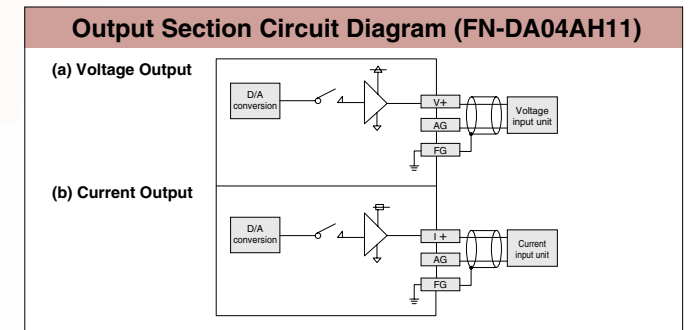 Output Section Circuit Diagram (FN-DA04AH11)
(a) Voltage Output
D/A
conversion
V+
AG
FG
Voltage
input unit
(b) Current Output
D/A
conversion
I +
AG
FG
Current
input unit